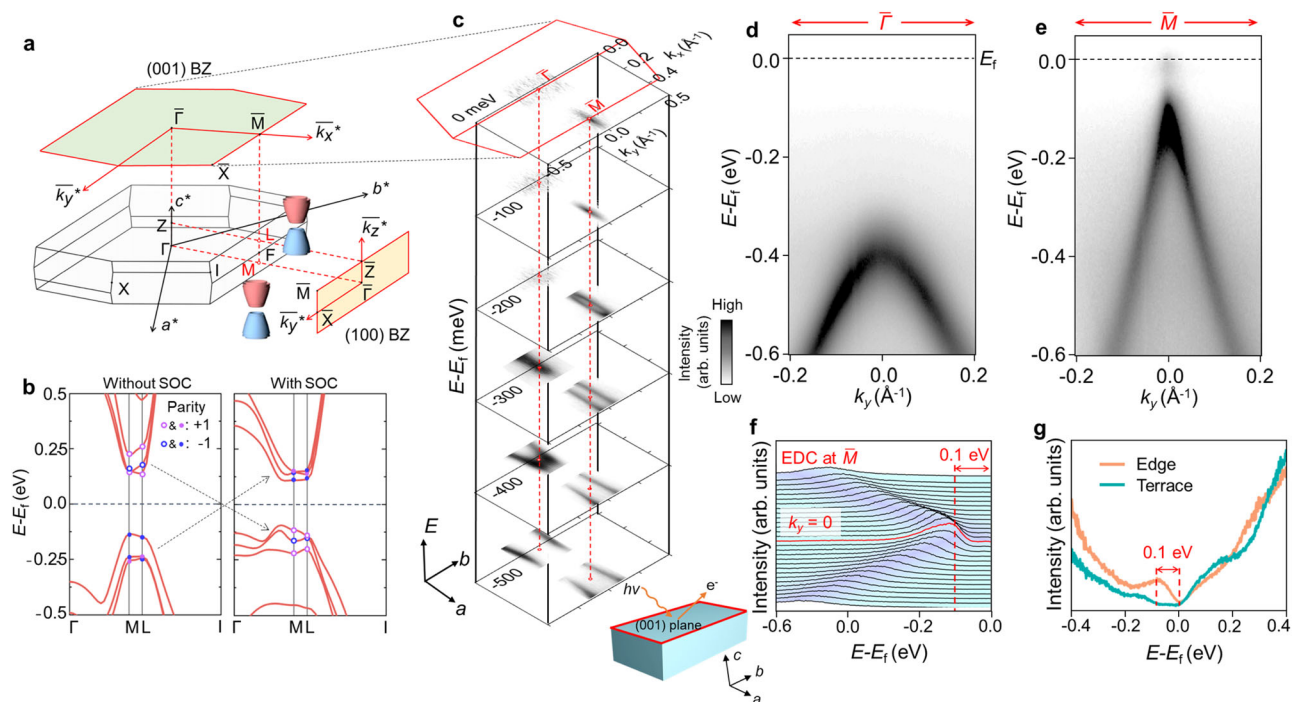 a
(001) BZ
Γ̅
M̅
k̅x*
X̅
k̅y*
c*
b*
Z
Γ
L
F
M
I
X
a*
k̅z*
Z̅
M̅
Γ̅
X̅
k̅y*
(100) BZ
b
Without SOC
With SOC
Parity
&: +1
&: -1
E-Ef (eV)
0.5
0.25
0.0
-0.25
-0.5
Γ
M L
I
Γ
M L
I
c
0 meV
Γ̅
M̅
kx (Å-1)
0.0
0.2
0.4
ky (Å-1)
0.5
0.0
0.5
-100
-200
-300
-400
-500
E-Ef (meV)
High
Intensity
(arb. units)
Low
E
b
a
hν
e-
(001) plane
c
b
a
d
Γ̅
Ef
E-Ef (eV)
0.0
-0.2
-0.4
-0.6
-0.2
0.0
0.2
ky (Å-1)
e
M̅
E-Ef (eV)
0.0
-0.2
-0.4
-0.6
-0.2
0.0
0.2
ky (Å-1)
f
Intensity (arb. units)
EDC at M̅
0.1 eV
ky = 0
-0.6
0.0
-0.2
0.0
E-Ef (eV)
g
Intensity (arb. units)
Edge
Terrace
0.1 eV
-0.4
-0.2
0.0
0.2
0.4
E-Ef (eV)